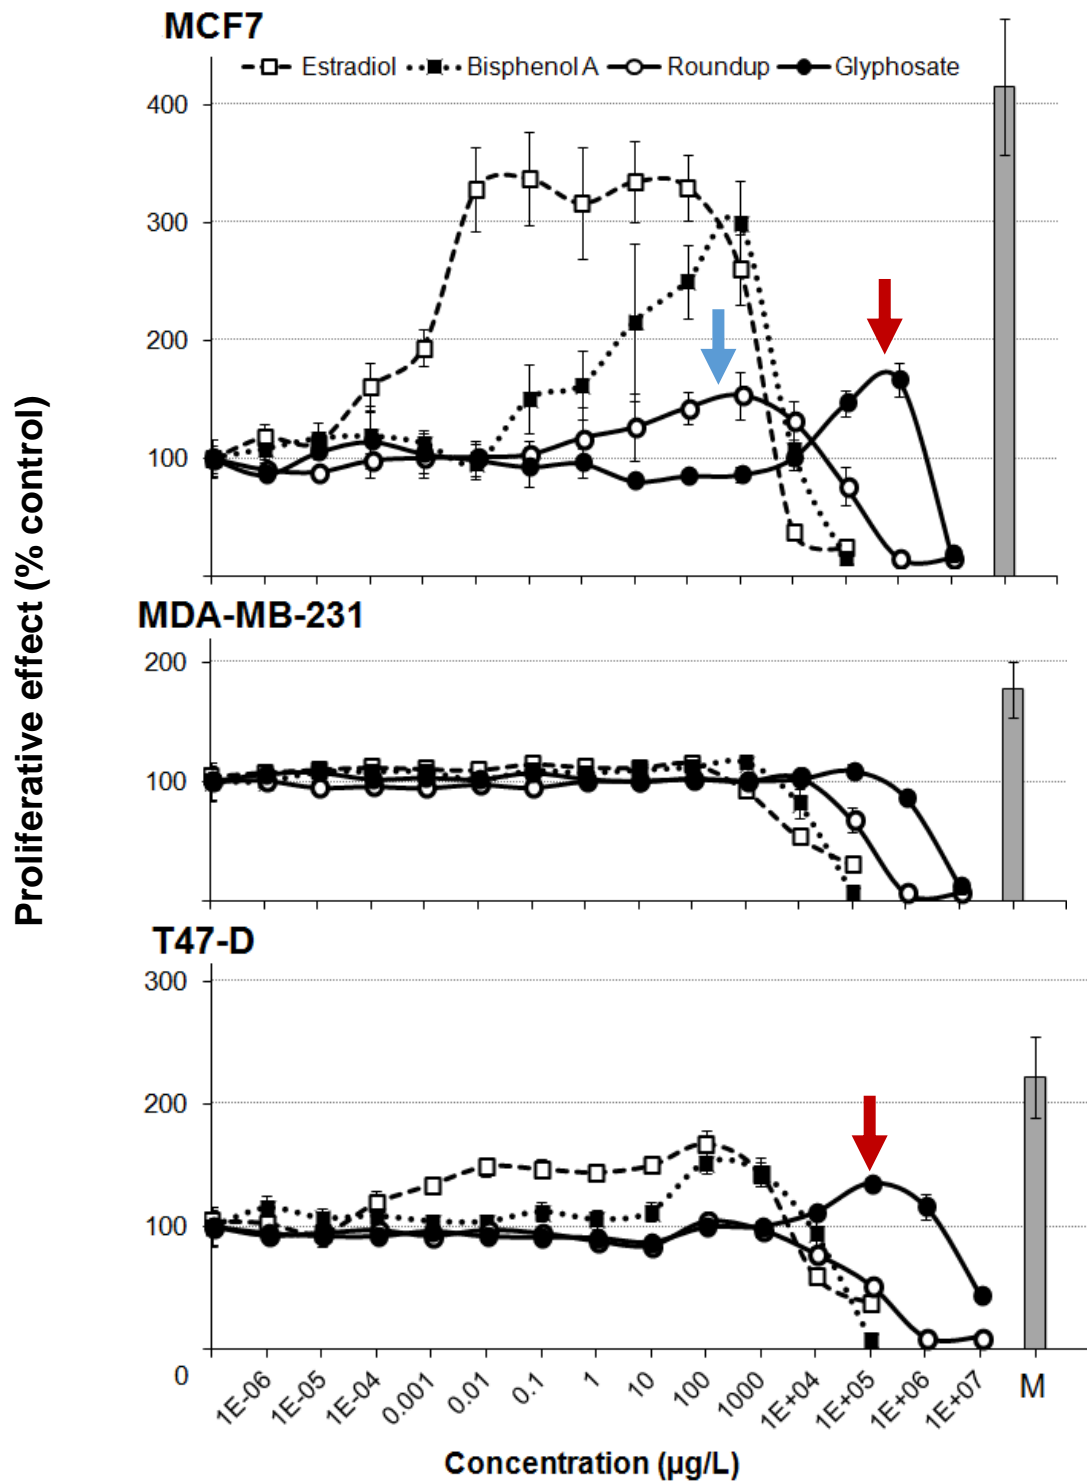 MCF7
Estradiol Bisphenol A Roundup Glyphosate
400
300
200
100
MDA-MB-231
200
100
T47-D
300
200
100
0
1E-06 1E-05 1E-04 0.001 0.01 0.1 1 10 100 1000 1E+04 1E+05 1E+06 1E+07 M
Concentration (µg/L)
Proliferative effect (% control)